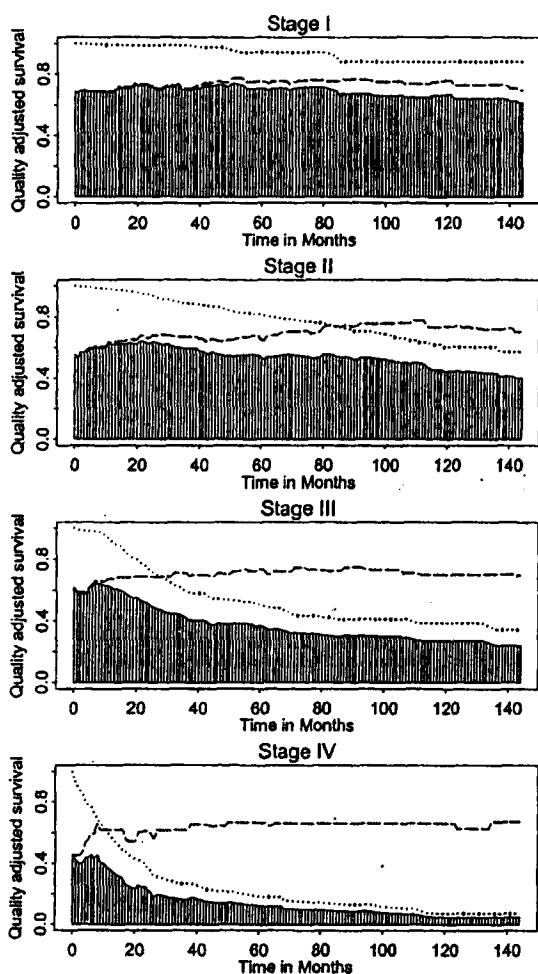 Stage I
Quality adjusted survival
0.8
0.4
0.0
0 20 40 60 80 100 120 140
Time in Months
Stage II
Quality adjusted survival
0.8
0.4
0.0
0 20 40 60 80 100 120 140
Time in Months
Stage III
Quality adjusted survival
0.8
0.4
0.0
0 20 40 60 80 100 120 140
Time in Months
Stage IV
Quality adjusted survival
0.8
0.4
0.0
0 20 40 60 80 100 120 140
Time in Months